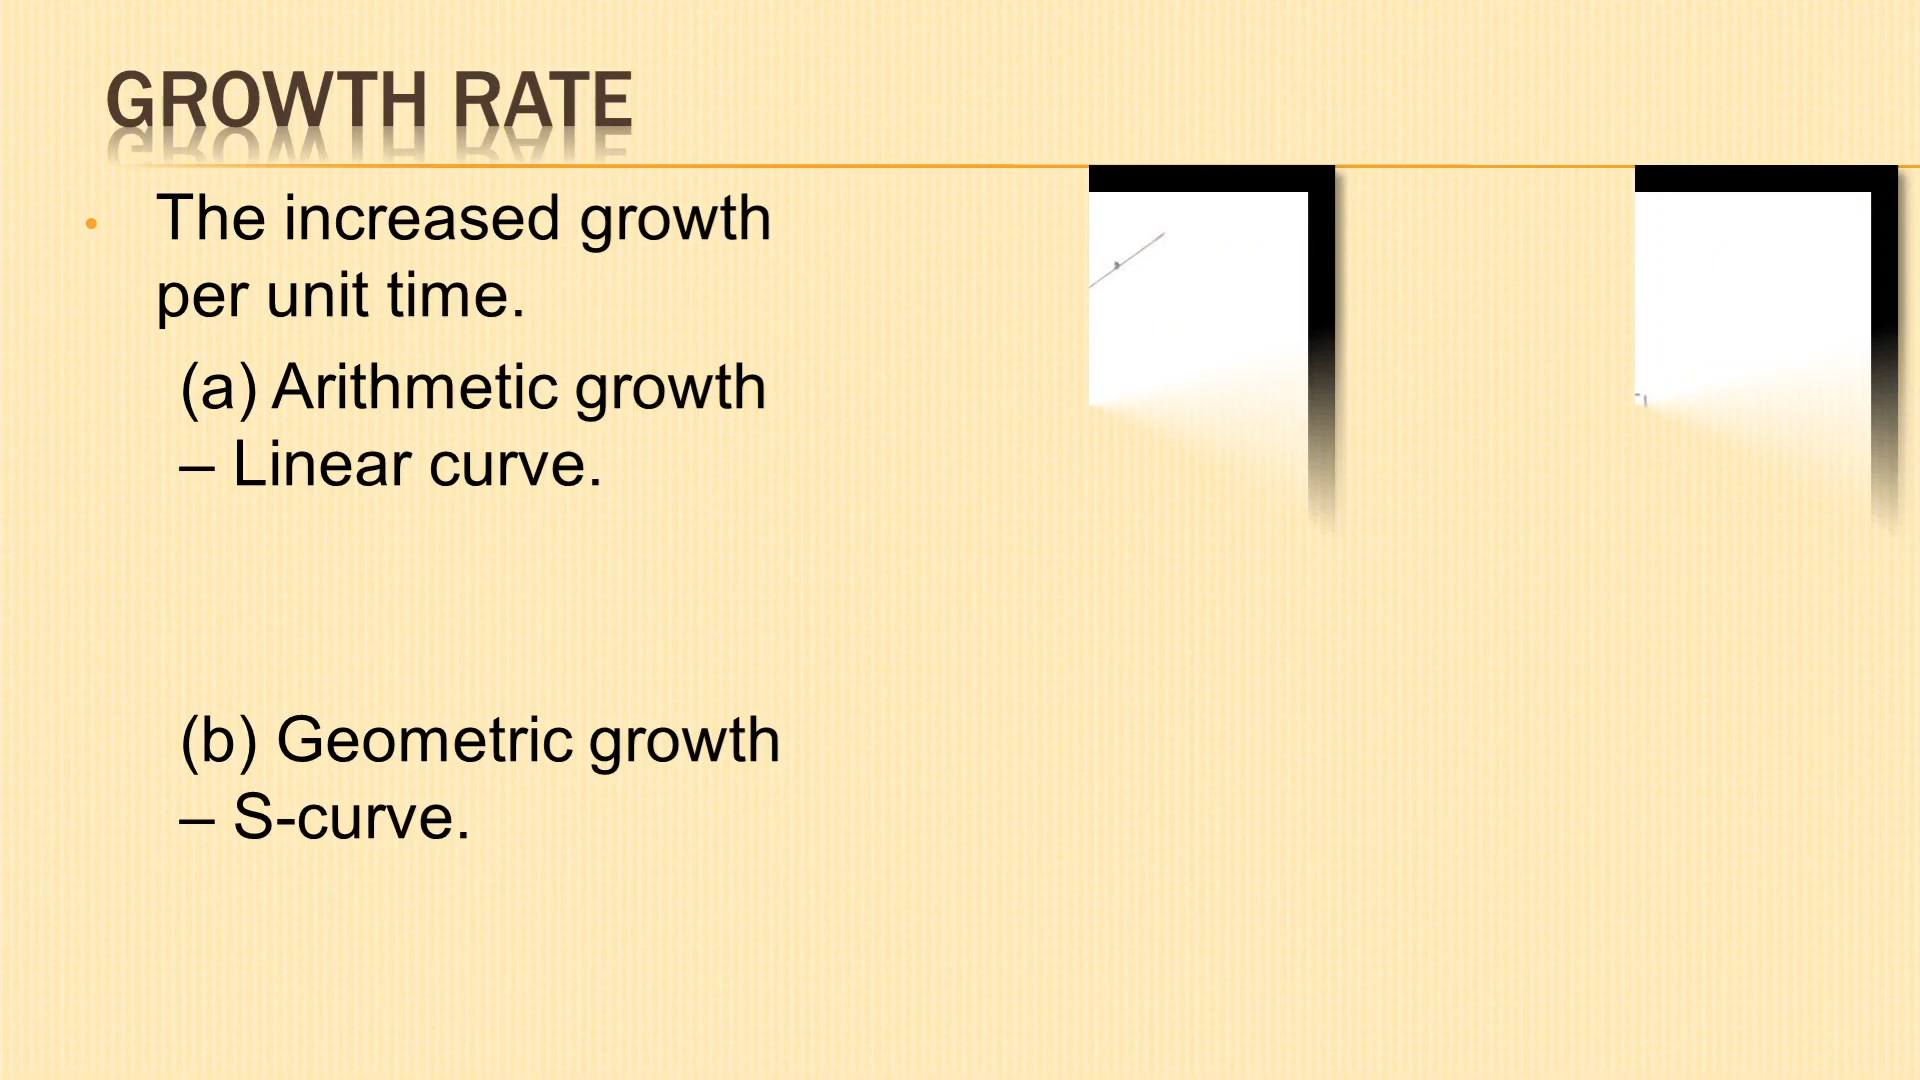 GROWTH RATE
• The increased growth
per unit time.
(a) Arithmetic growth
– Linear curve.
(b) Geometric growth
– S-curve.